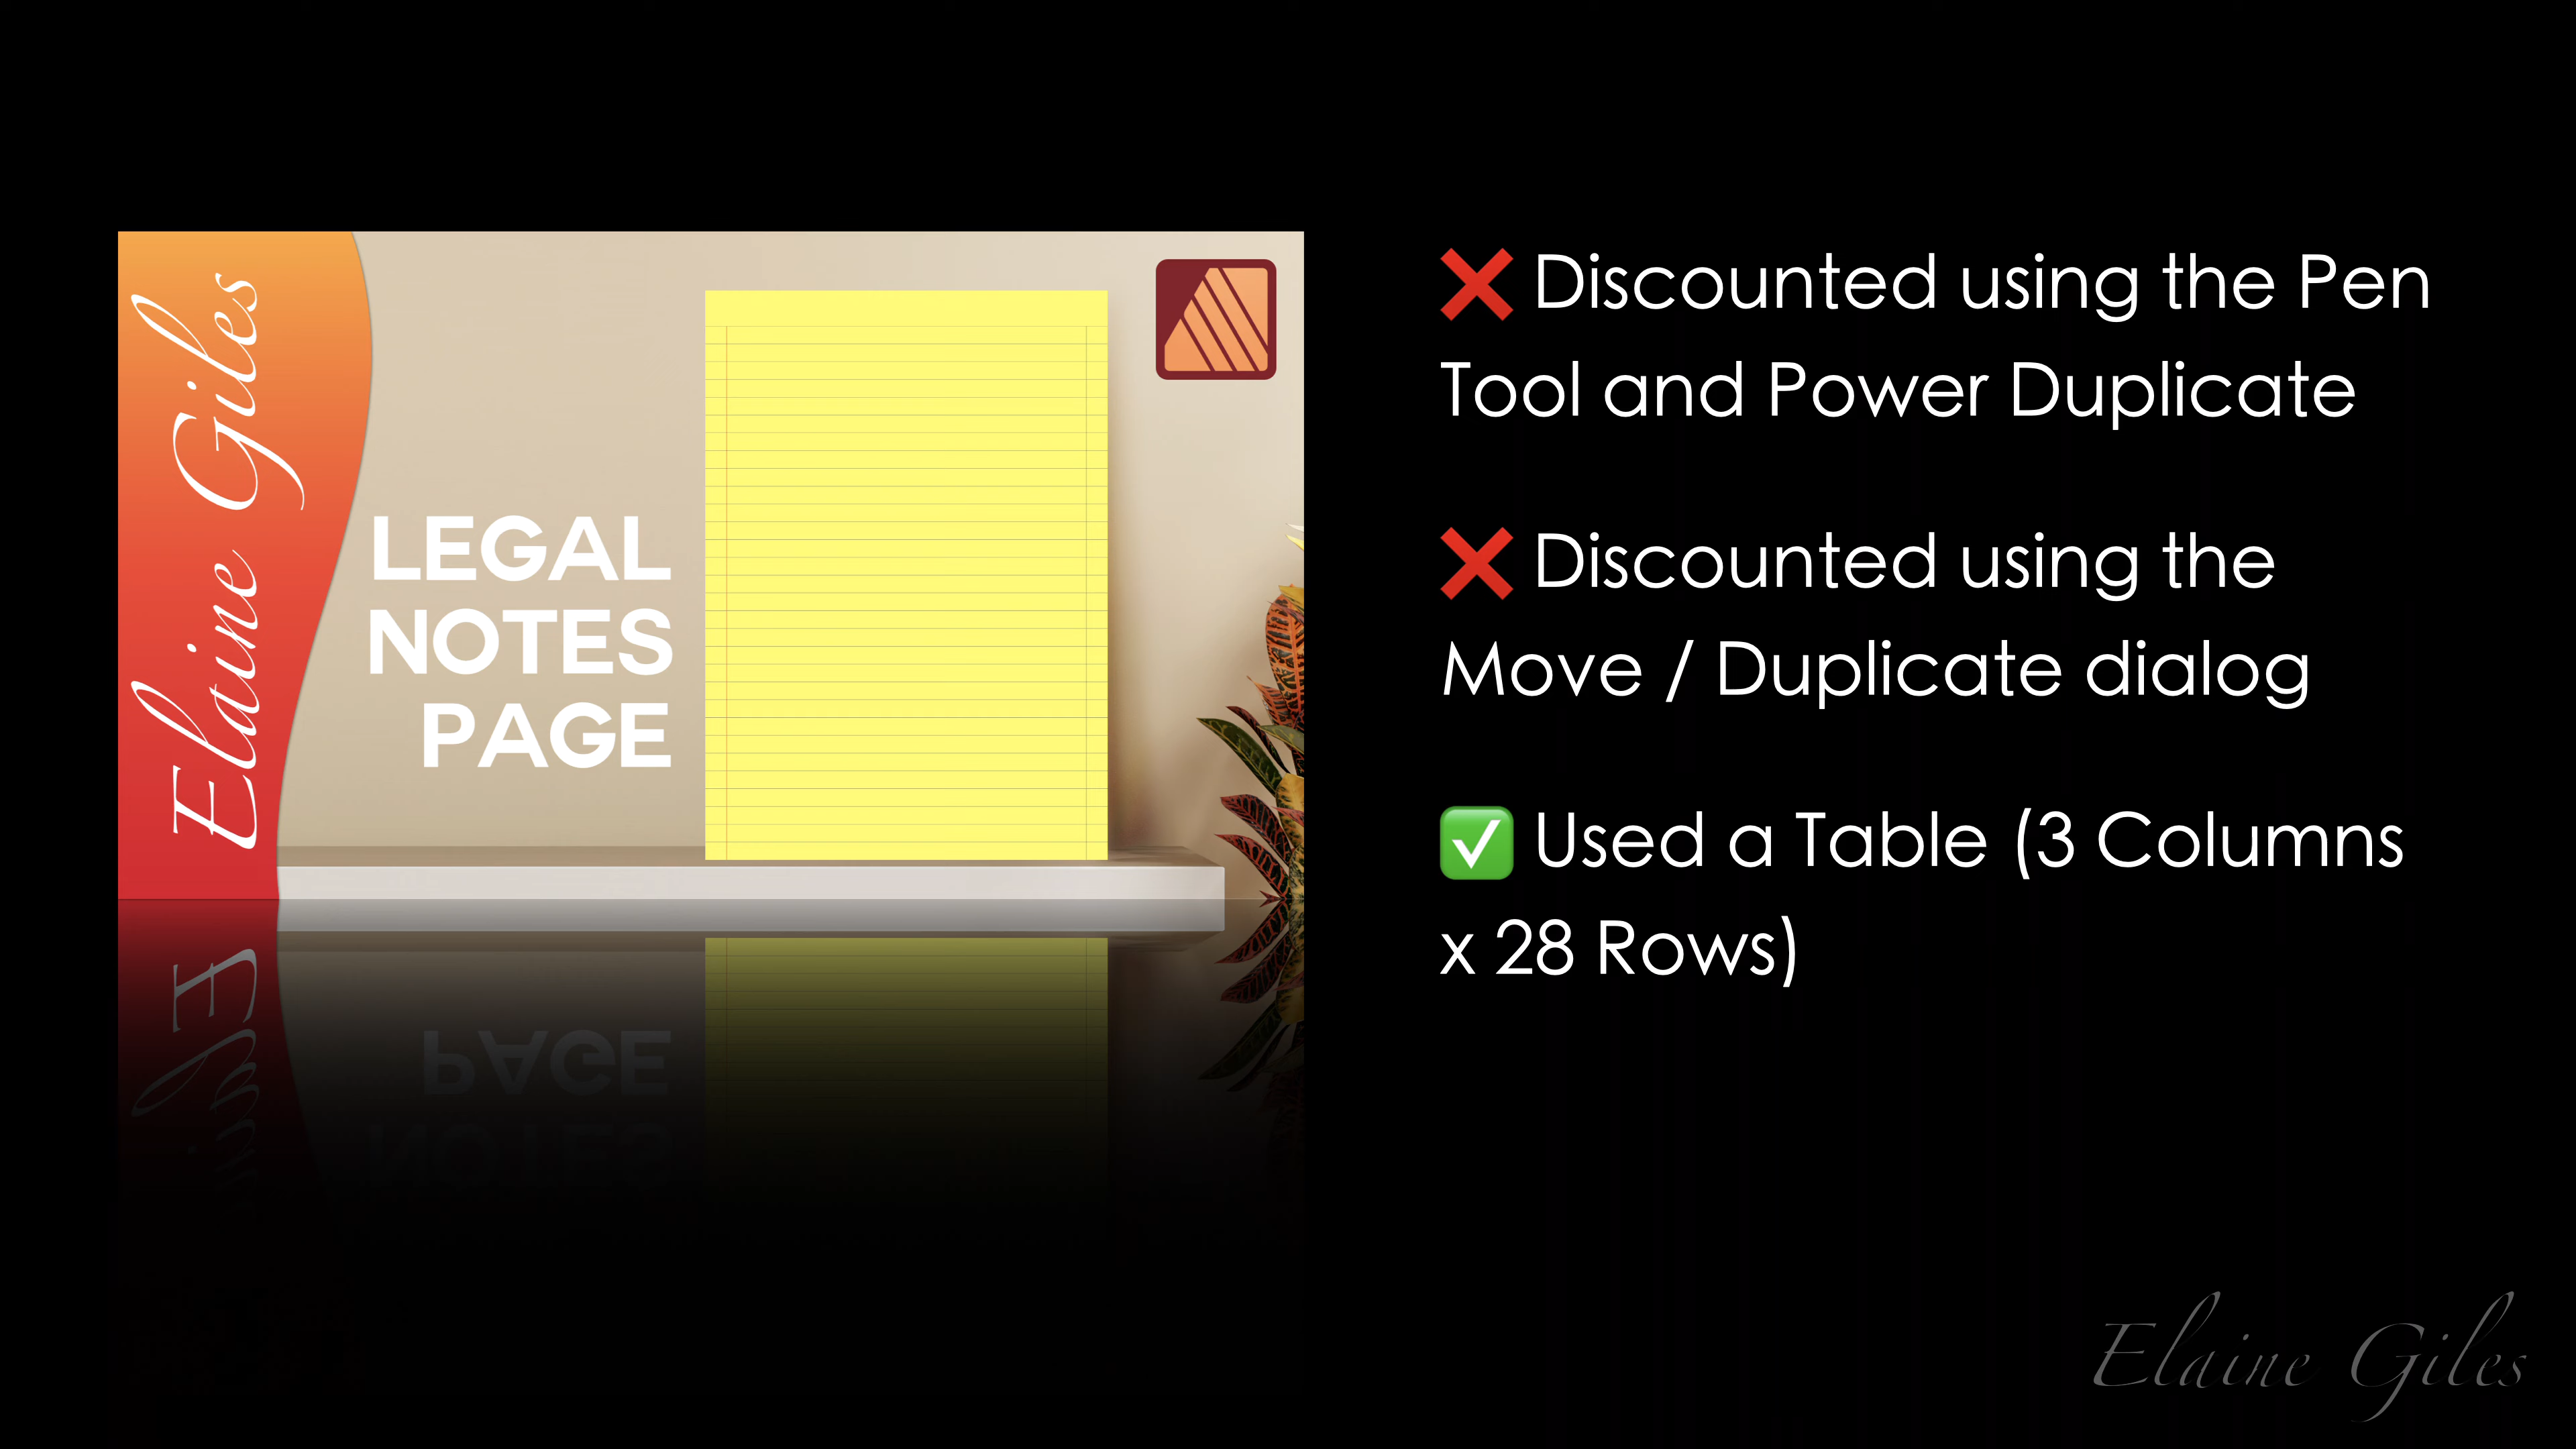 Elaine Giles
LEGAL
NOTES
PAGE
❌ Discounted using the Pen
Tool and Power Duplicate
❌ Discounted using the
Move / Duplicate dialog
✅ Used a Table (3 Columns
x 28 Rows)
Elaine Giles